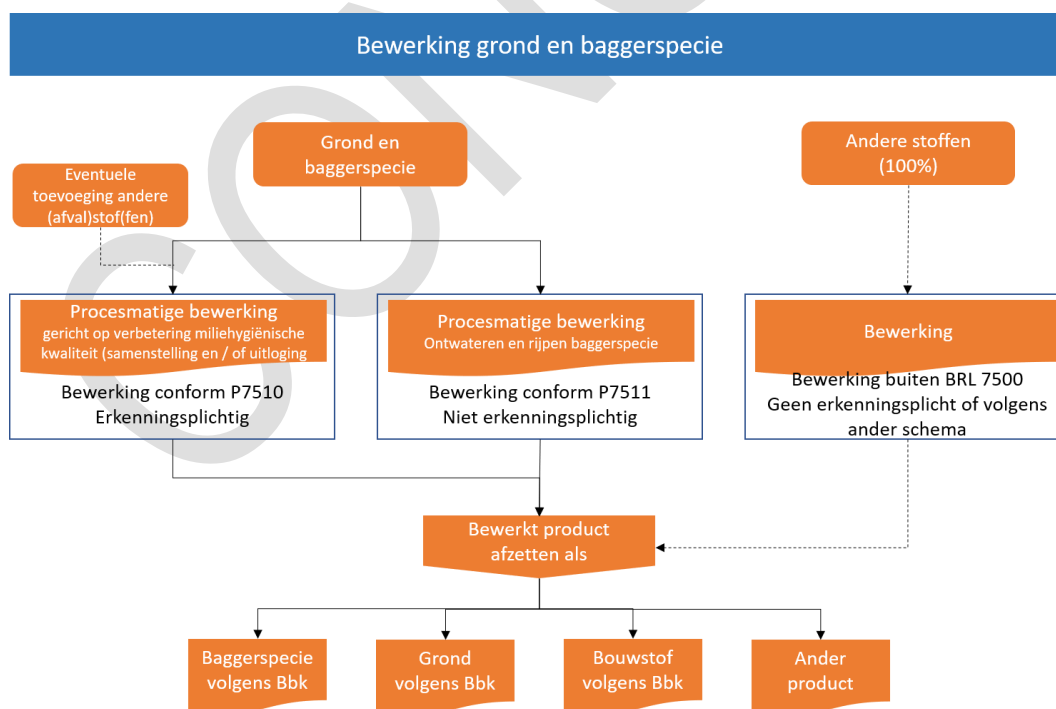 Bewerking grond en baggerspecie
Grond en
baggerspecie
Andere stoffen
(100%)
Eventuele
toevoeging andere
(afval)stof(fen)
Procesmatige bewerking
gericht op verbetering miliehygiënische
kwaliteit (samenstelling en / of uitloging
Bewerking conform P7510
Erkenningsplichtig
Procesmatige bewerking
Ontwateren en rijpen baggerspecie
Bewerking conform P7511
Niet erkenningsplichtig
Bewerking
Bewerking buiten BRL 7500
Geen erkenningsplicht of volgens
ander schema
Bewerkt product
afzetten als
Baggerspecie
volgens Bbk
Grond
volgens Bbk
Bouwstof
volgens Bbk
Ander
product